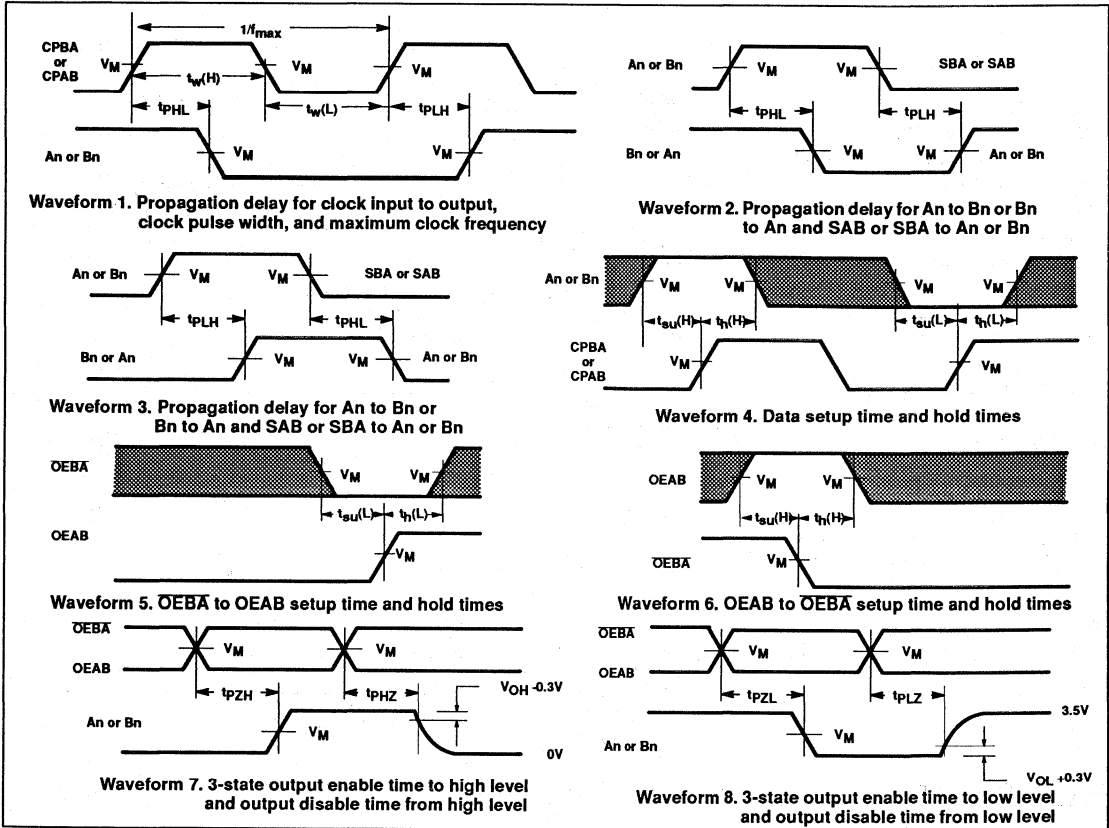 1/fmax
CPBA
or
CPAB
VM
VM
VM
tw(H)
tPHL
tw(L)
tPLH
An or Bn
VM
VM
Waveform 1. Propagation delay for clock input to output,
clock pulse width, and maximum clock frequency
An or Bn
VM
VM
SBA or SAB
tPHL
tPLH
Bn or An
VM
VM
An or Bn
Waveform 2. Propagation delay for An to Bn or Bn
to An and SAB or SBA to An or Bn
An or Bn
VM
VM
SBA or SAB
tPLH
tPHL
Bn or An
VM
VM
An or Bn
Waveform 3. Propagation delay for An to Bn or
Bn to An and SAB or SBA to An or Bn
An or Bn
VM
VM
VM
VM
tsu(H)
th(H)
tsu(L)
th(L)
CPBA
or
CPAB
VM
VM
Waveform 4. Data setup time and hold times
O̅E̅B̅A̅
VM
VM
tsu(L)
th(L)
OEAB
VM
Waveform 5. O̅E̅B̅A̅ to OEAB setup time and hold times
OEAB
VM
VM
tsu(H)
th(H)
O̅E̅B̅A̅
VM
Waveform 6. OEAB to O̅E̅B̅A̅ setup time and hold times
O̅E̅B̅A̅
VM
VM
OEAB
tPZH
tPHZ
VOH -0.3V
An or Bn
VM
0V
Waveform 7. 3-state output enable time to high level
and output disable time from high level
O̅E̅B̅A̅
VM
VM
OEAB
tPZL
tPLZ
3.5V
An or Bn
VM
VOL +0.3V
Waveform 8. 3-state output enable time to low level
and output disable time from low level